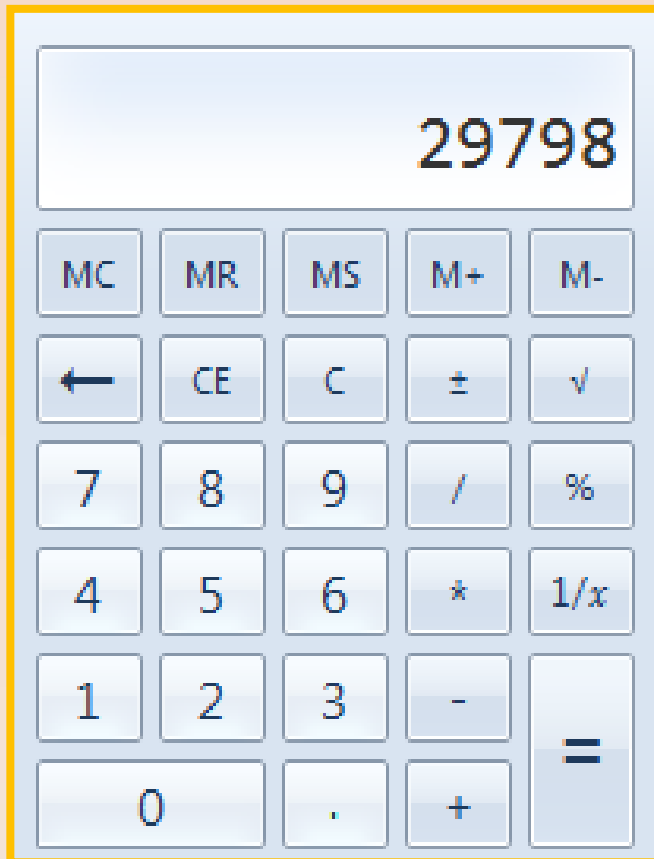 29798
MC MR MS M+ M-
← CE C ± √
7 8 9 / %
4 5 6 * 1/x
1 2 3 -
=
0 . +